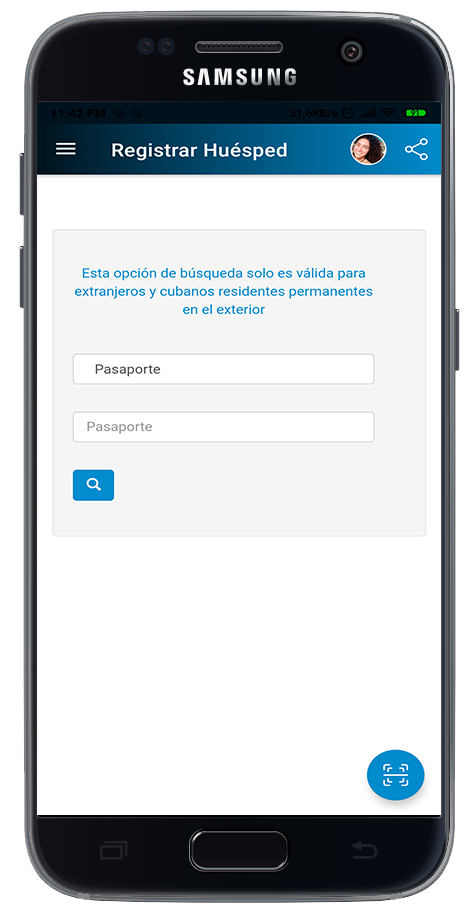 SAMSUNG
11:42 PM 31,6KB/s 91
Registrar Huésped
Esta opción de búsqueda solo es válida para
extranjeros y cubanos residentes permanentes
en el exterior
Pasaporte
Pasaporte